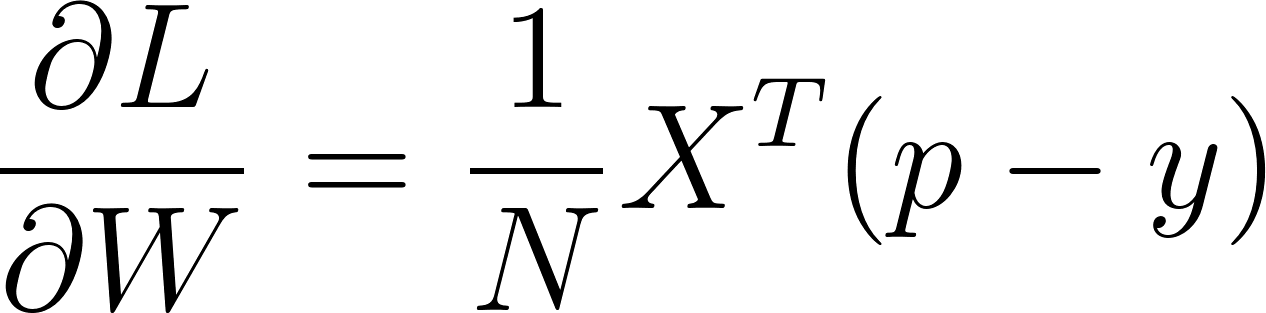 ∂L/∂W = 1/N X^T(p − y)